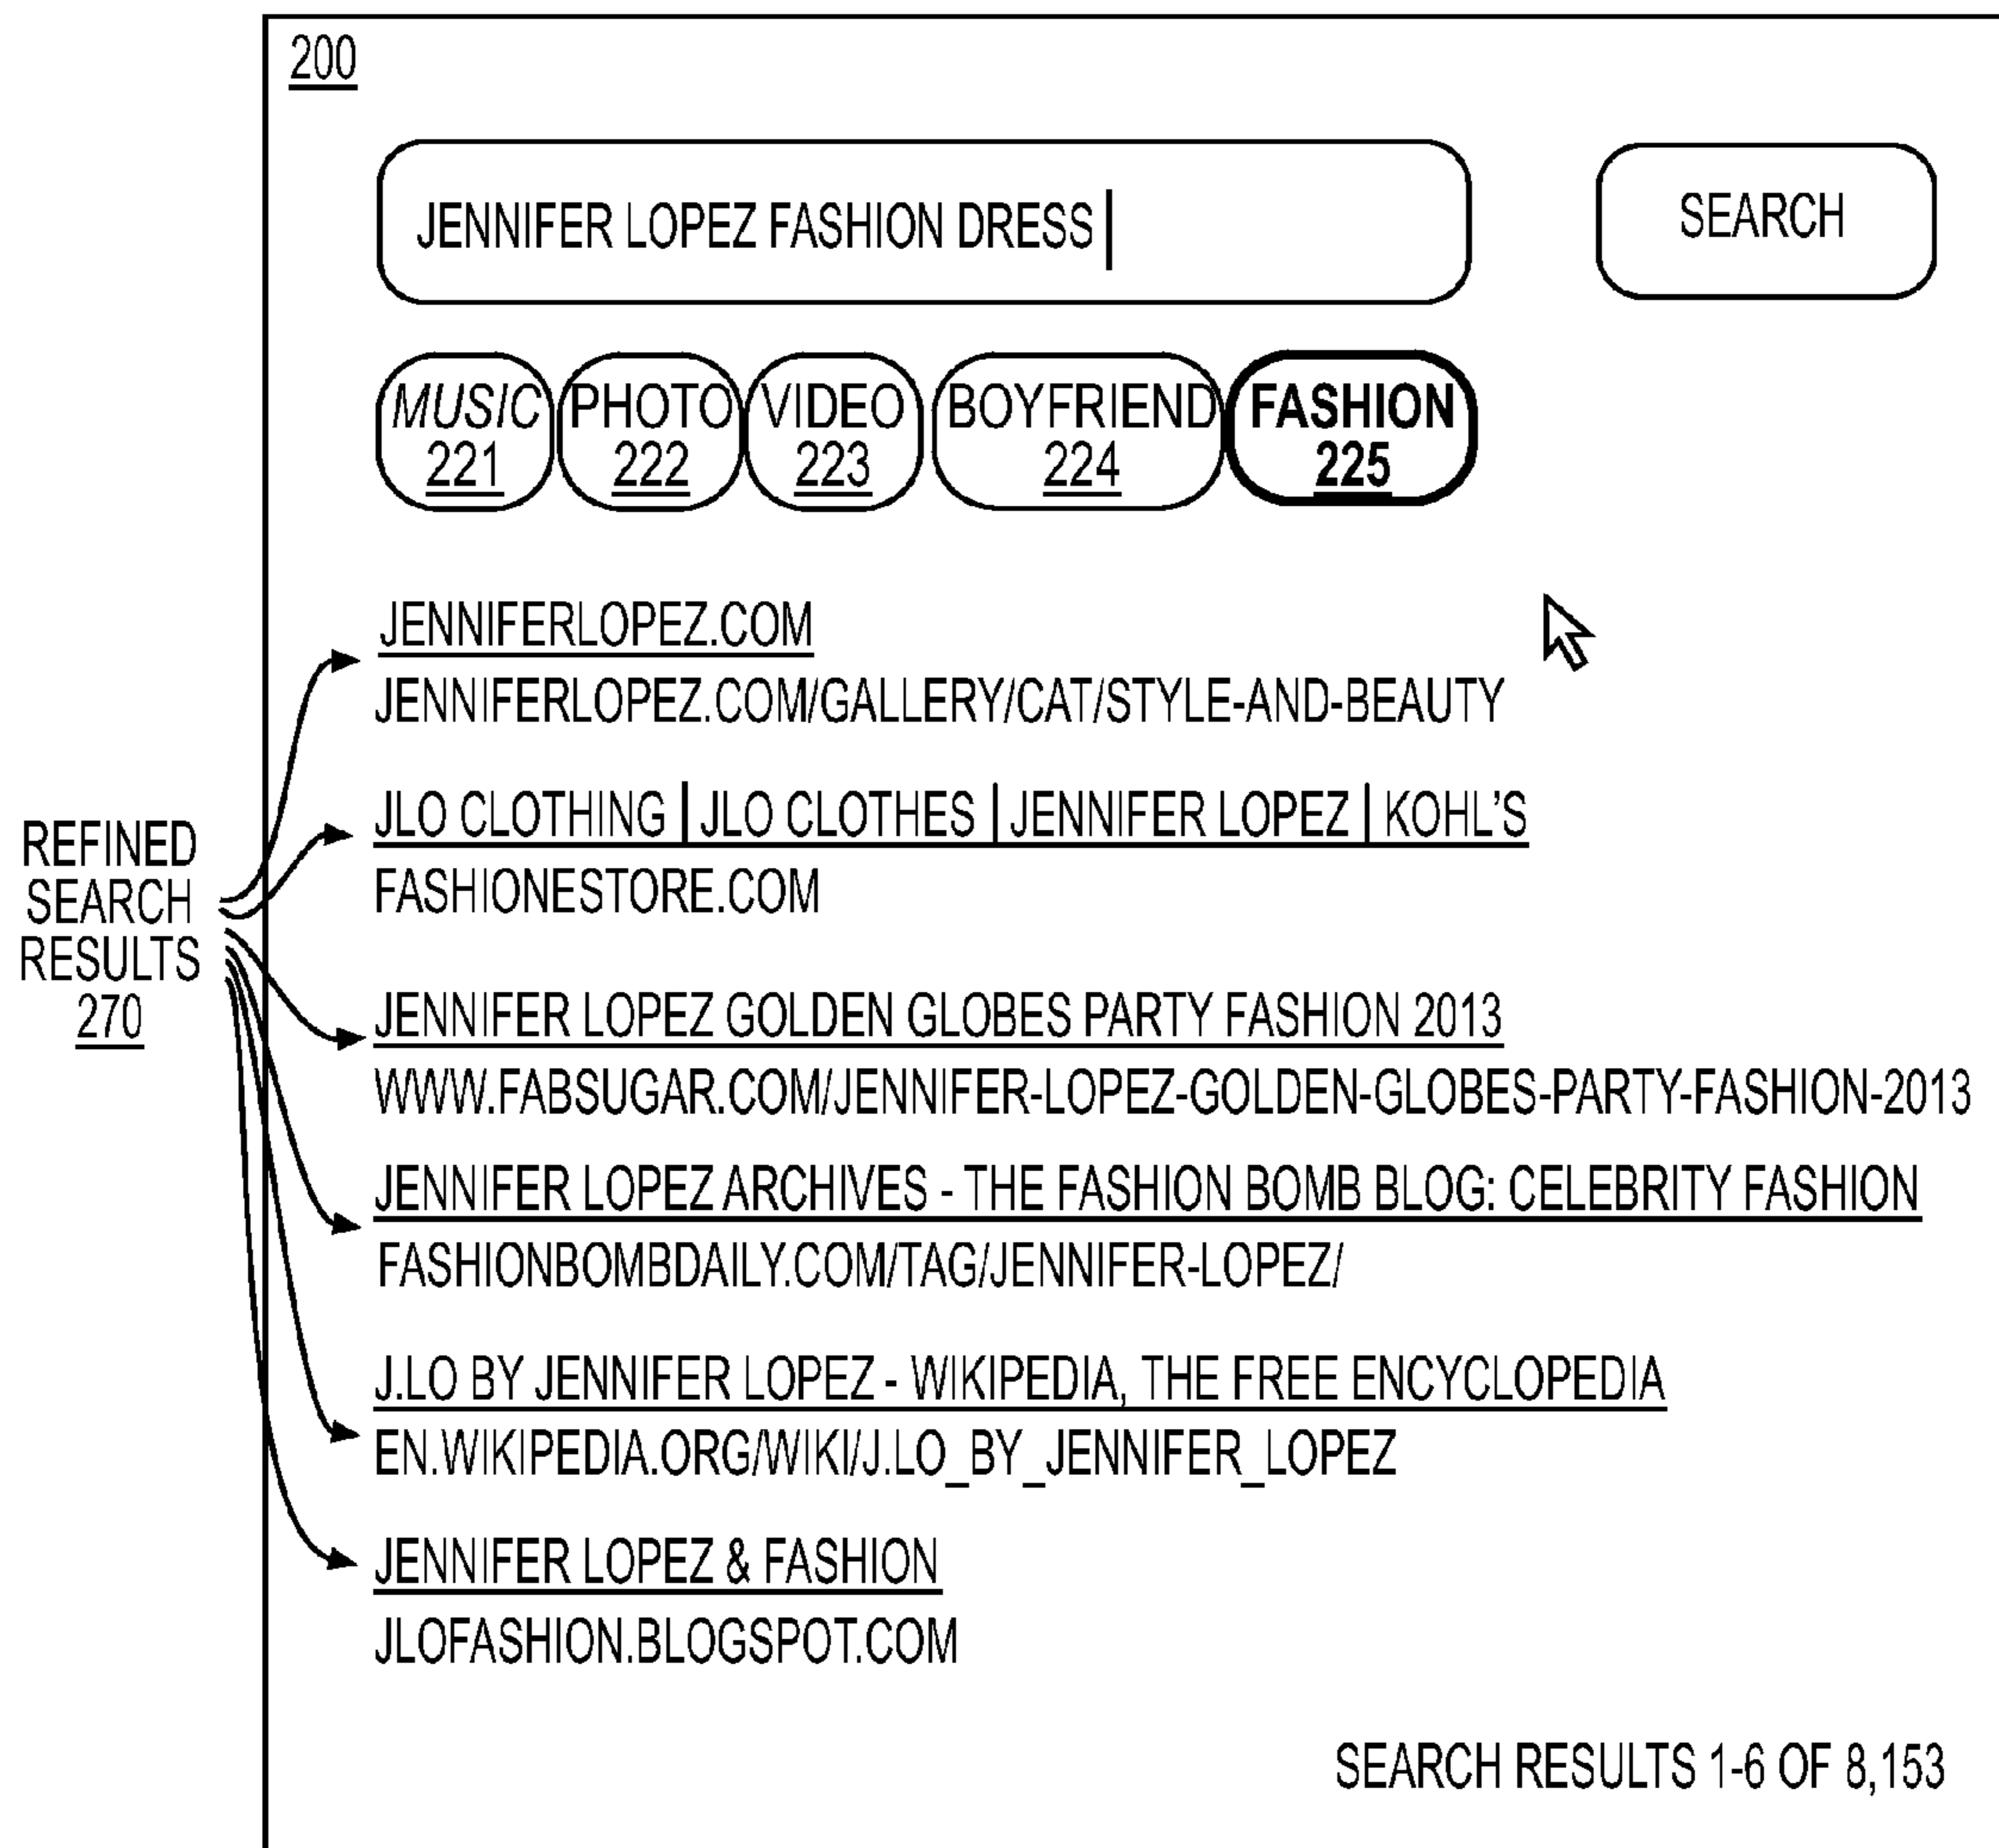 200
JENNIFER LOPEZ FASHION DRESS
SEARCH
MUSIC
221
PHOTO
222
VIDEO
223
BOYFRIEND
224
FASHION
225
REFINED
SEARCH
RESULTS
270
JENNIFERLOPEZ.COM
JENNIFERLOPEZ.COM/GALLERY/CAT/STYLE-AND-BEAUTY
JLO CLOTHING | JLO CLOTHES | JENNIFER LOPEZ | KOHL'S
FASHIONESTORE.COM
JENNIFER LOPEZ GOLDEN GLOBES PARTY FASHION 2013
WWW.FABSUGAR.COM/JENNIFER-LOPEZ-GOLDEN-GLOBES-PARTY-FASHION-2013
JENNIFER LOPEZ ARCHIVES - THE FASHION BOMB BLOG: CELEBRITY FASHION
FASHIONBOMBDAILY.COM/TAG/JENNIFER-LOPEZ/
J.LO BY JENNIFER LOPEZ - WIKIPEDIA, THE FREE ENCYCLOPEDIA
EN.WIKIPEDIA.ORG/WIKI/J.LO_BY_JENNIFER_LOPEZ
JENNIFER LOPEZ & FASHION
JLOFASHION.BLOGSPOT.COM
SEARCH RESULTS 1-6 OF 8,153